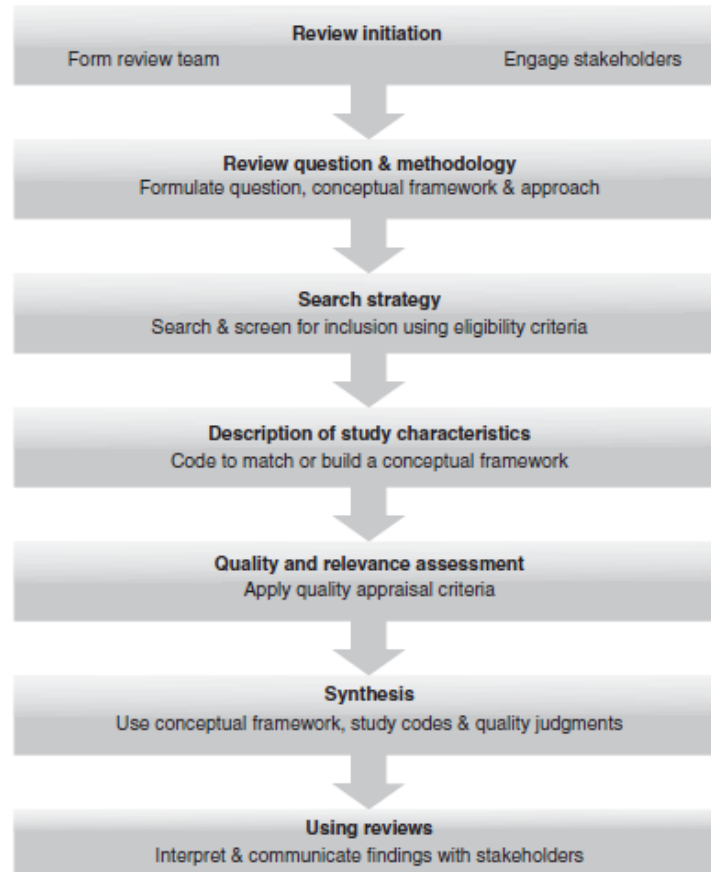 Review initiation
Form review team Engage stakeholders
Review question & methodology
Formulate question, conceptual framework & approach
Search strategy
Search & screen for inclusion using eligibility criteria
Description of study characteristics
Code to match or build a conceptual framework
Quality and relevance assessment
Apply quality appraisal criteria
Synthesis
Use conceptual framework, study codes & quality judgments
Using reviews
Interpret & communicate findings with stakeholders